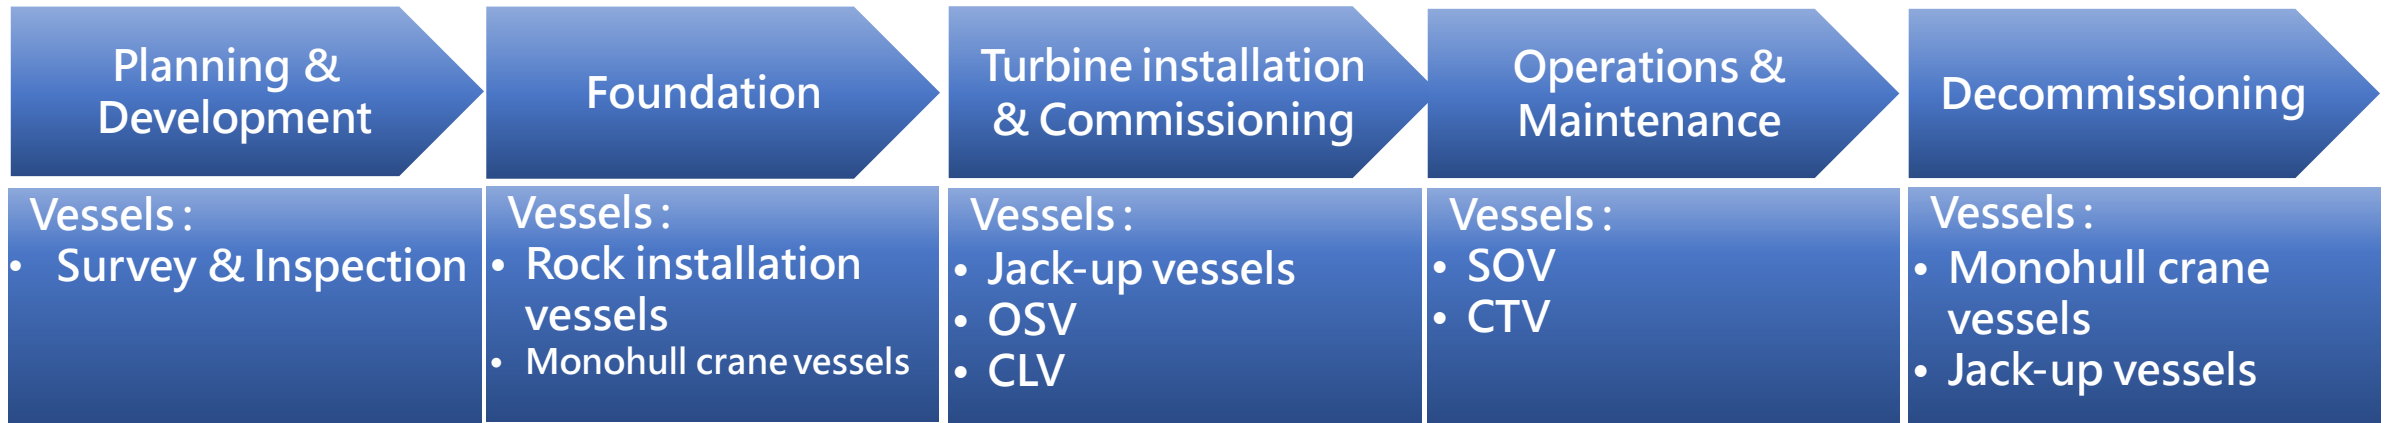 Planning &
Development
Foundation
Turbine installation
& Commissioning
Operations &
Maintenance
Decommissioning
Vessels :
• Survey & Inspection
Vessels :
• Rock installation
vessels
• Monohull crane vessels
Vessels :
• Jack-up vessels
• OSV
• CLV
Vessels :
• SOV
• CTV
Vessels :
• Monohull crane
vessels
• Jack-up vessels